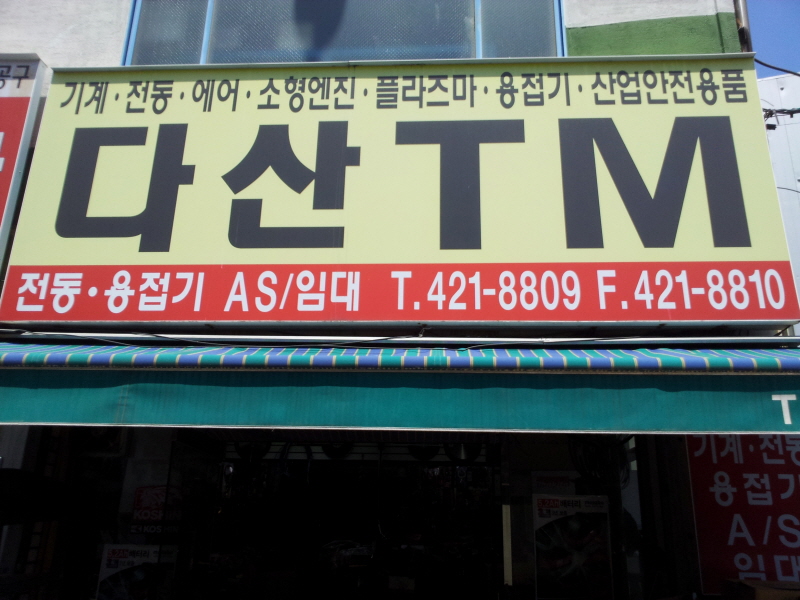 공구
기계·전동·에어·소형엔진·플라즈마·용접기·산업안전용품
다산TM
전동·용접기 AS/임대 T.421-8809 F.421-8810
T
기계·전동
용접기
A/S
임대